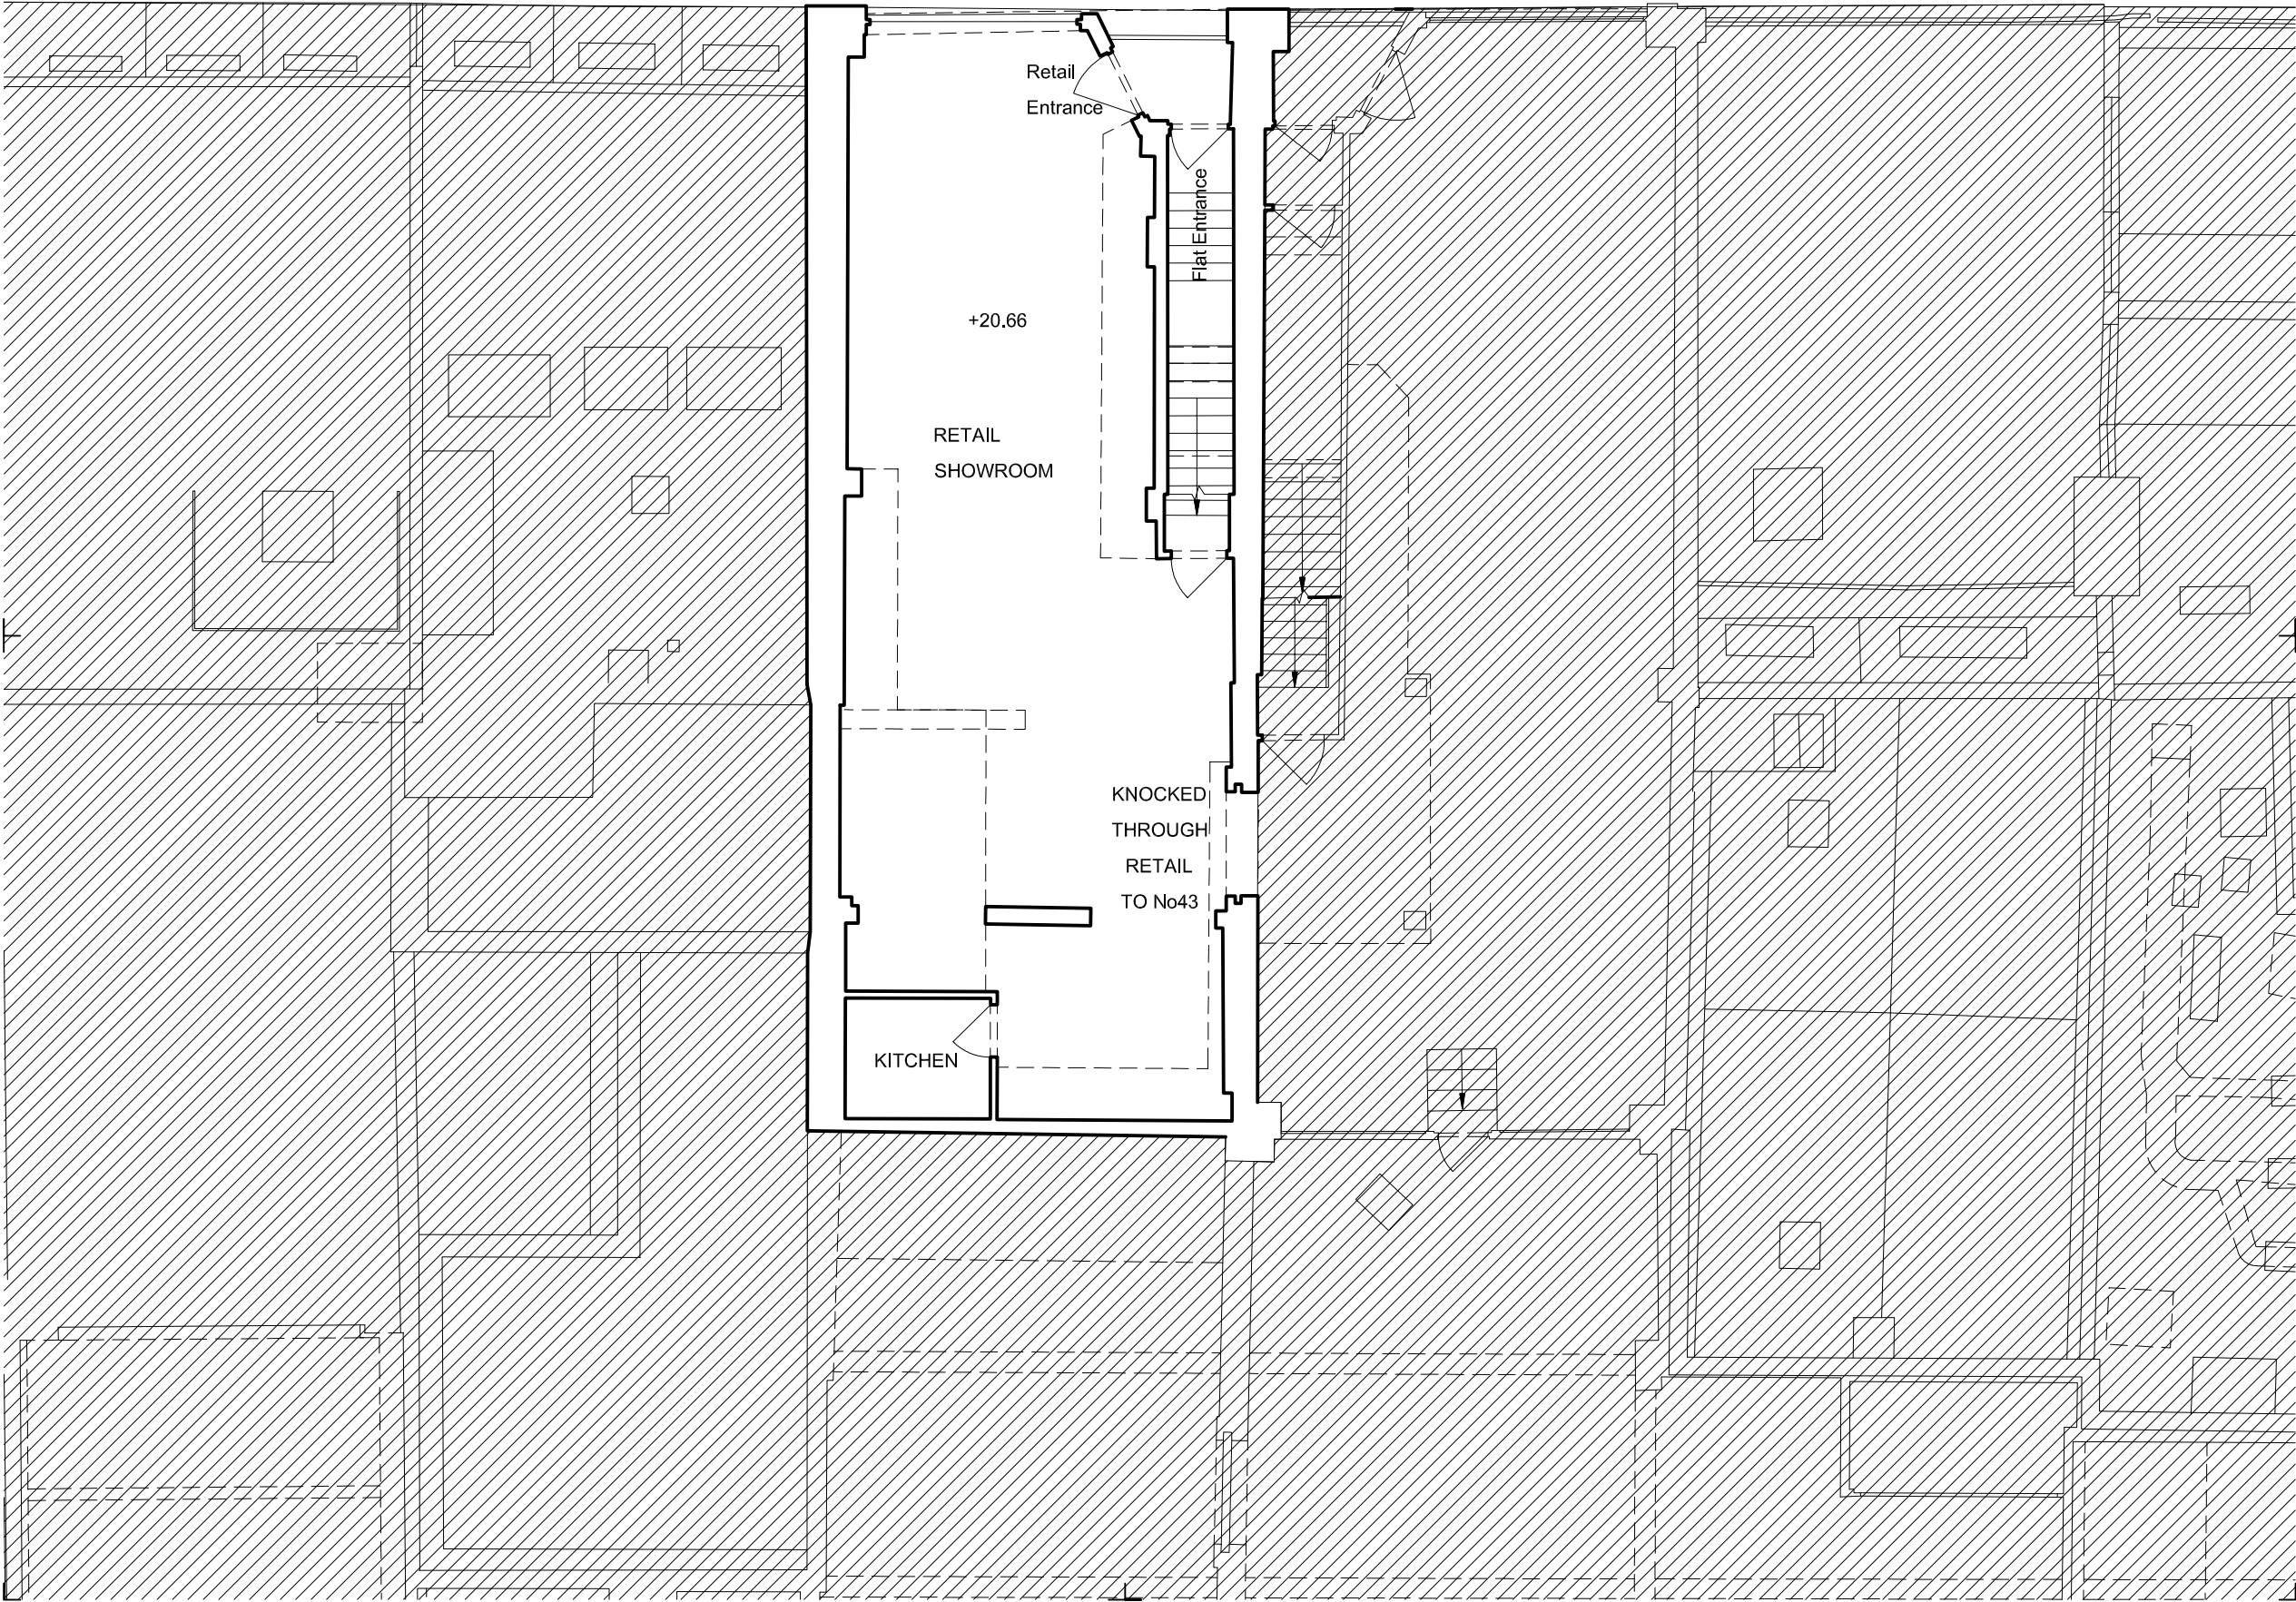 Retail
Entrance
Flat Entrance
+20.66
RETAIL
SHOWROOM
KNOCKED
THROUGH
RETAIL
TO No43
KITCHEN